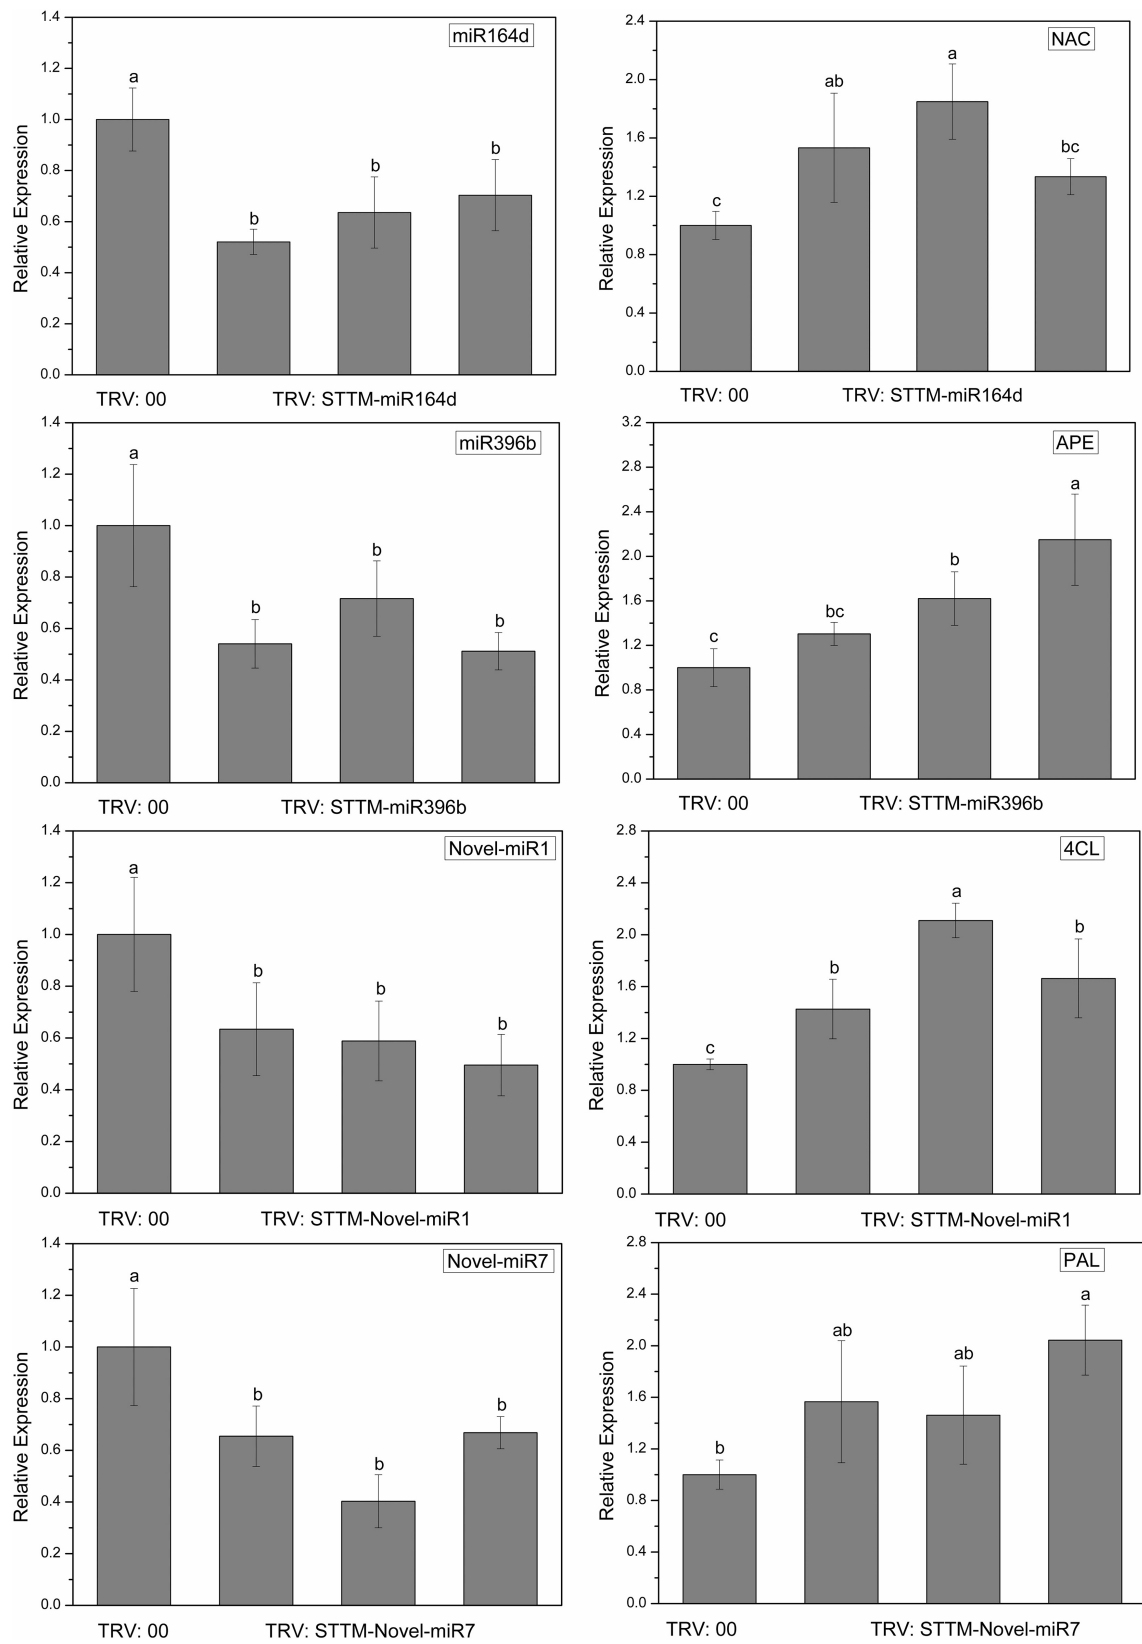 miR164d
Relative Expression
1.4
1.2
1.0
0.8
0.6
0.4
0.2
0.0
a
b
b
b
TRV: 00
TRV: STTM-miR164d
NAC
Relative Expression
2.4
2.0
1.6
1.2
0.8
0.4
0.0
c
ab
a
bc
TRV: 00
TRV: STTM-miR164d
miR396b
Relative Expression
1.4
1.2
1.0
0.8
0.6
0.4
0.2
0.0
a
b
b
b
TRV: 00
TRV: STTM-miR396b
APE
Relative Expression
3.2
2.8
2.4
2.0
1.6
1.2
0.8
0.4
0.0
c
bc
b
a
TRV: 00
TRV: STTM-miR396b
Novel-miR1
Relative Expression
1.4
1.2
1.0
0.8
0.6
0.4
0.2
0.0
a
b
b
b
TRV: 00
TRV: STTM-Novel-miR1
4CL
Relative Expression
2.8
2.4
2.0
1.6
1.2
0.8
0.4
0.0
c
b
a
b
TRV: 00
TRV: STTM-Novel-miR1
Novel-miR7
Relative Expression
1.4
1.2
1.0
0.8
0.6
0.4
0.2
0.0
a
b
b
b
TRV: 00
TRV: STTM-Novel-miR7
PAL
Relative Expression
2.8
2.4
2.0
1.6
1.2
0.8
0.4
0.0
b
ab
ab
a
TRV: 00
TRV: STTM-Novel-miR7